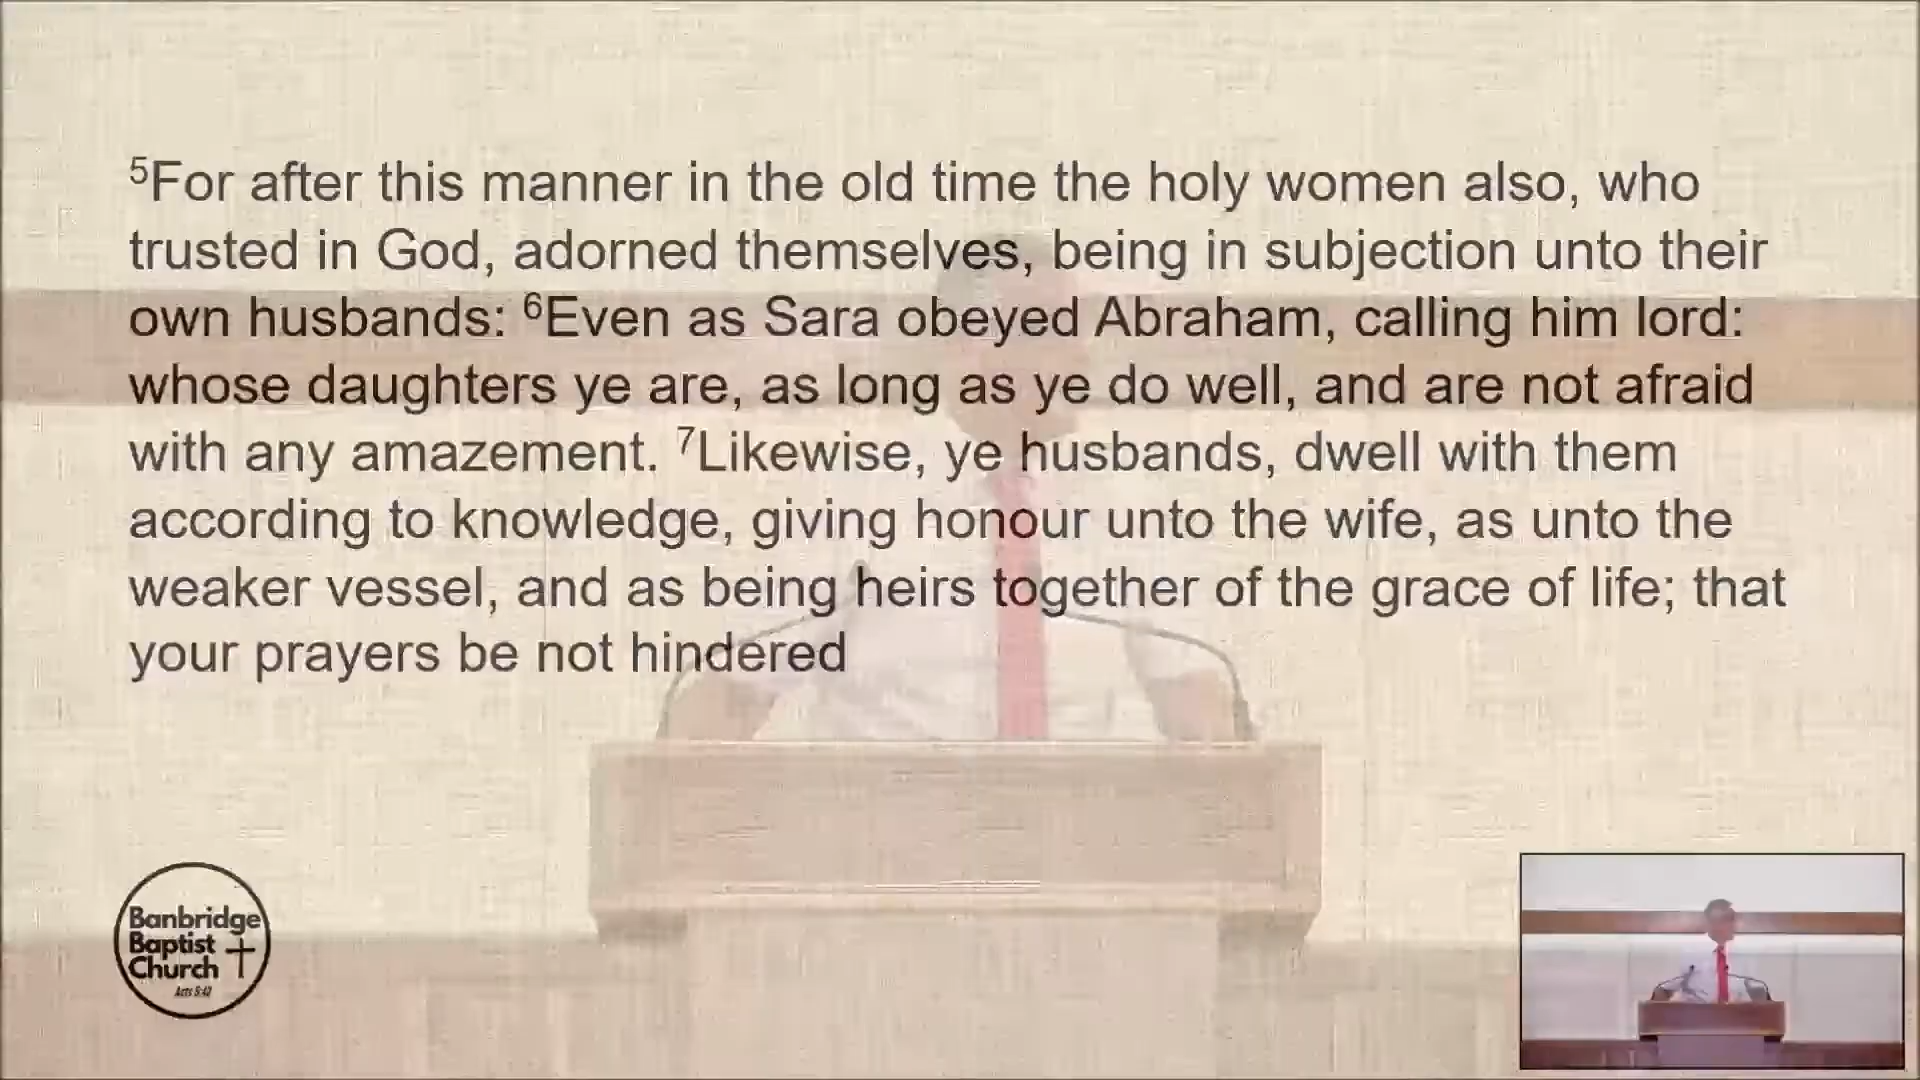 ⁵For after this manner in the old time the holy women also, who
trusted in God, adorned themselves, being in subjection unto their
own husbands: ⁶Even as Sara obeyed Abraham, calling him lord:
whose daughters ye are, as long as ye do well, and are not afraid
with any amazement. ⁷Likewise, ye husbands, dwell with them
according to knowledge, giving honour unto the wife, as unto the
weaker vessel, and as being heirs together of the grace of life; that
your prayers be not hindered
Banbridge
Baptist
Church